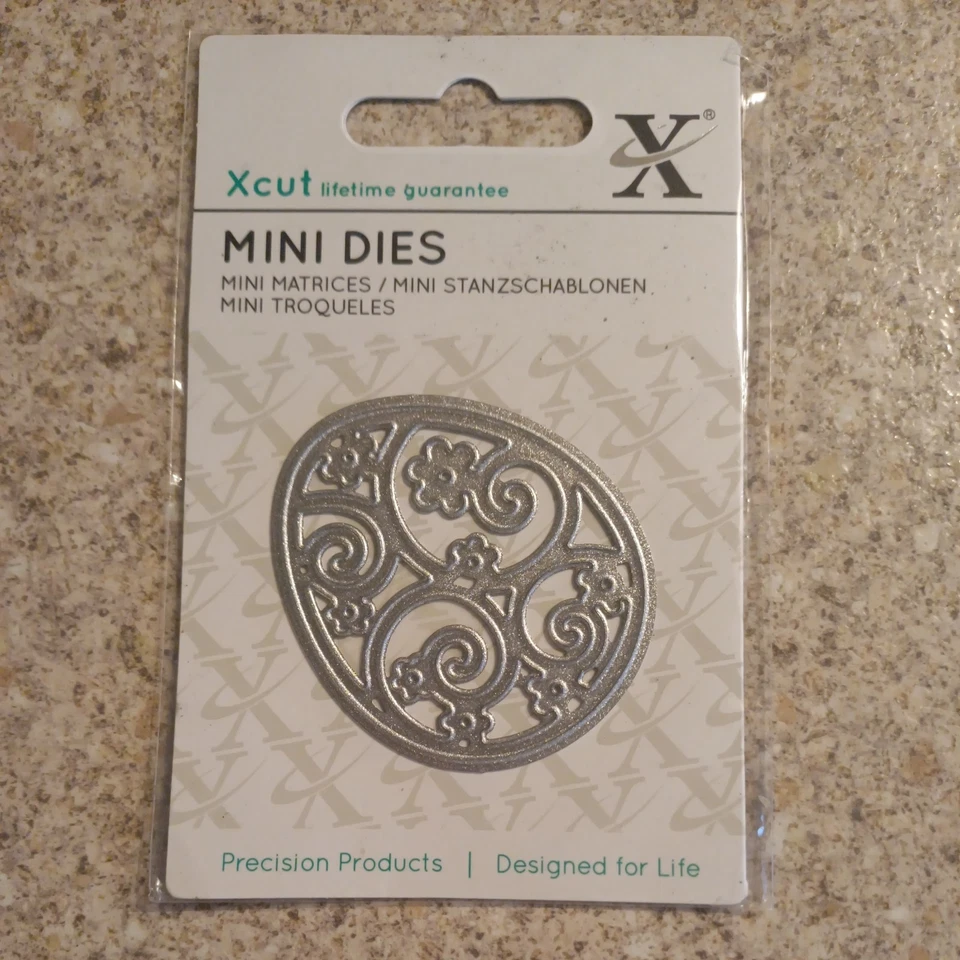 X®
Xcut lifetime guarantee
MINI DIES
MINI MATRICES / MINI STANZSCHABLONEN
MINI TROQUELES
Precision Products | Designed for Life